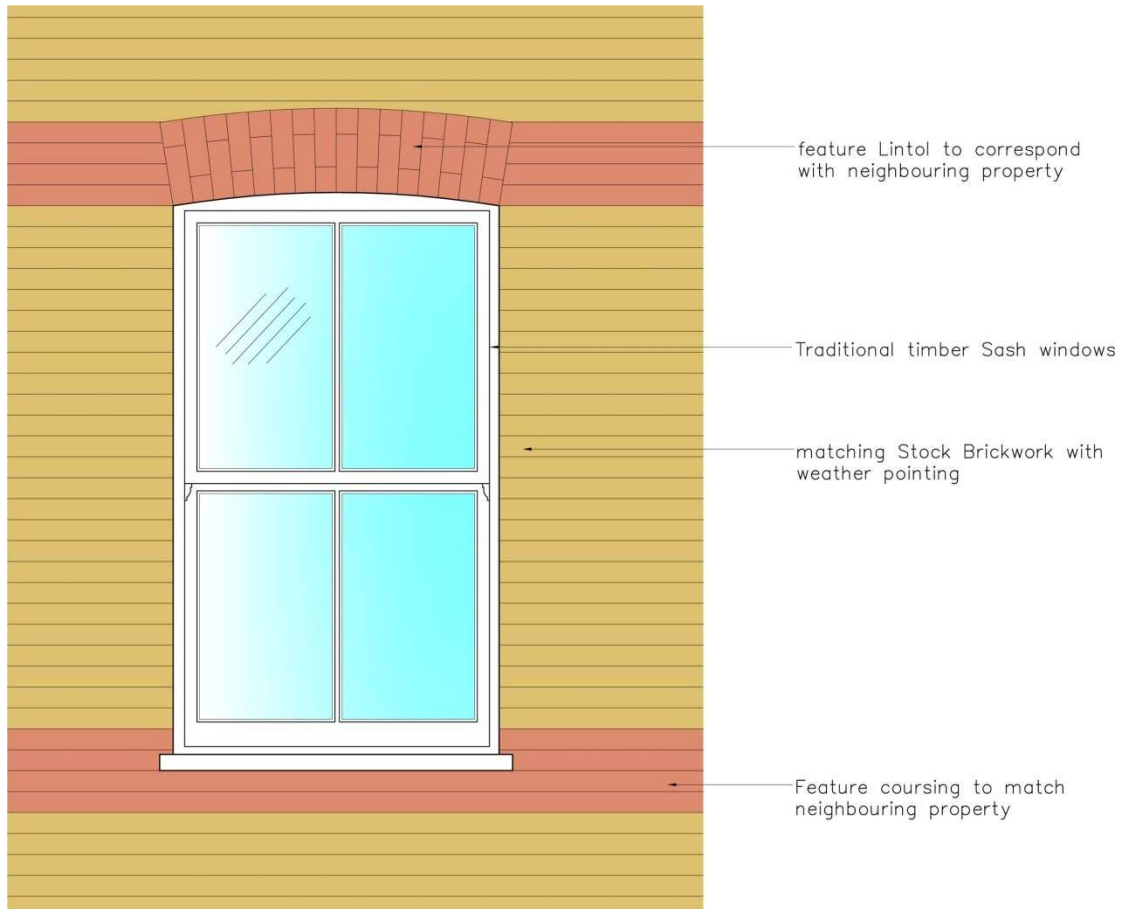 feature Lintol to correspond
with neighbouring property
Traditional timber Sash windows
matching Stock Brickwork with
weather pointing
Feature coursing to match
neighbouring property